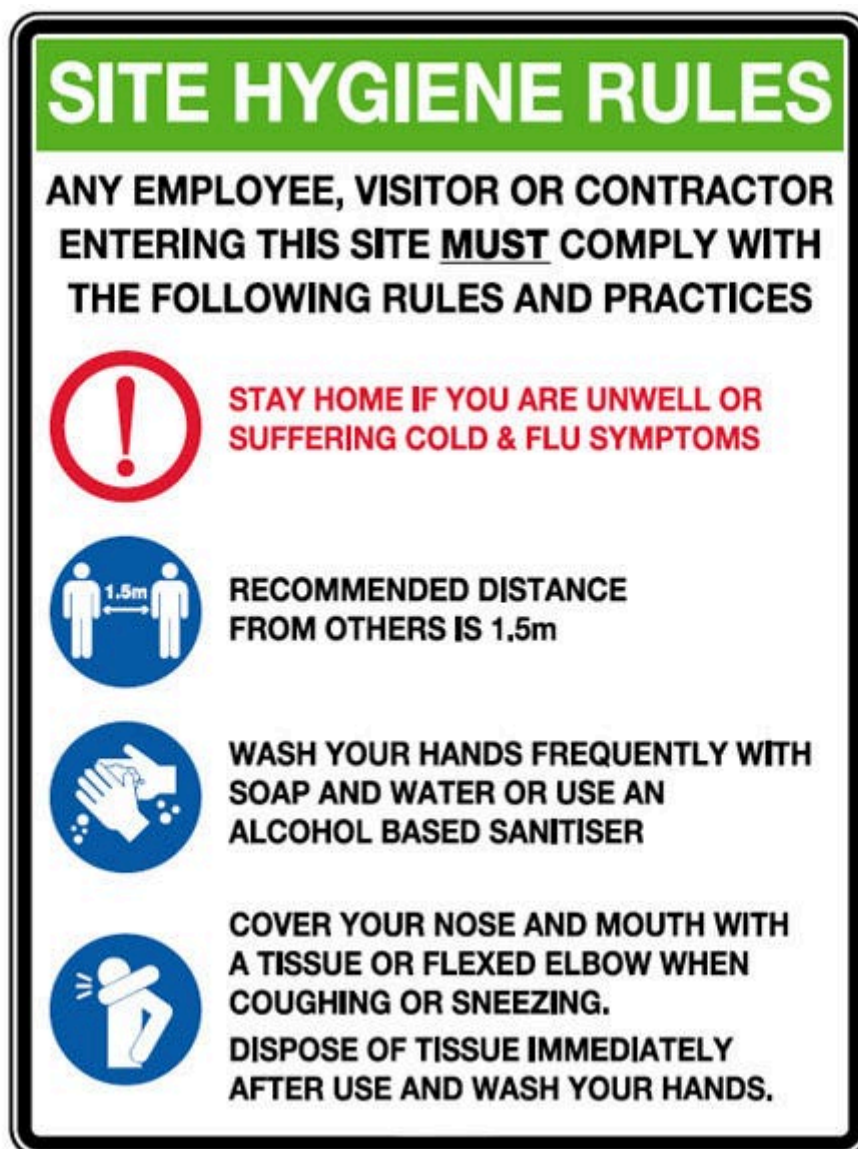 SITE HYGIENE RULES
ANY EMPLOYEE, VISITOR OR CONTRACTOR
ENTERING THIS SITE MUST COMPLY WITH
THE FOLLOWING RULES AND PRACTICES
STAY HOME IF YOU ARE UNWELL OR
SUFFERING COLD & FLU SYMPTOMS
1.5m
RECOMMENDED DISTANCE
FROM OTHERS IS 1.5m
WASH YOUR HANDS FREQUENTLY WITH
SOAP AND WATER OR USE AN
ALCOHOL BASED SANITISER
COVER YOUR NOSE AND MOUTH WITH
A TISSUE OR FLEXED ELBOW WHEN
COUGHING OR SNEEZING.
DISPOSE OF TISSUE IMMEDIATELY
AFTER USE AND WASH YOUR HANDS.